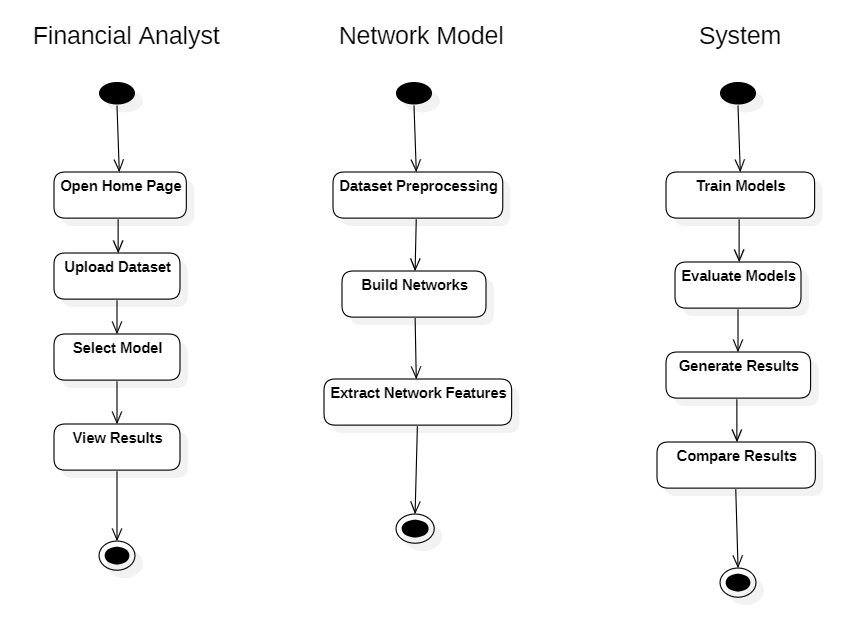 Financial Analyst
Network Model
System
Open Home Page
Upload Dataset
Select Model
View Results
Dataset Preprocessing
Build Networks
Extract Network Features
Train Models
Evaluate Models
Generate Results
Compare Results